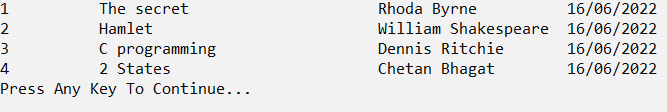 1 The secret Rhoda Byrne 16/06/2022
2 Hamlet William Shakespeare 16/06/2022
3 C programming Dennis Ritchie 16/06/2022
4 2 States Chetan Bhagat 16/06/2022
Press Any Key To Continue...